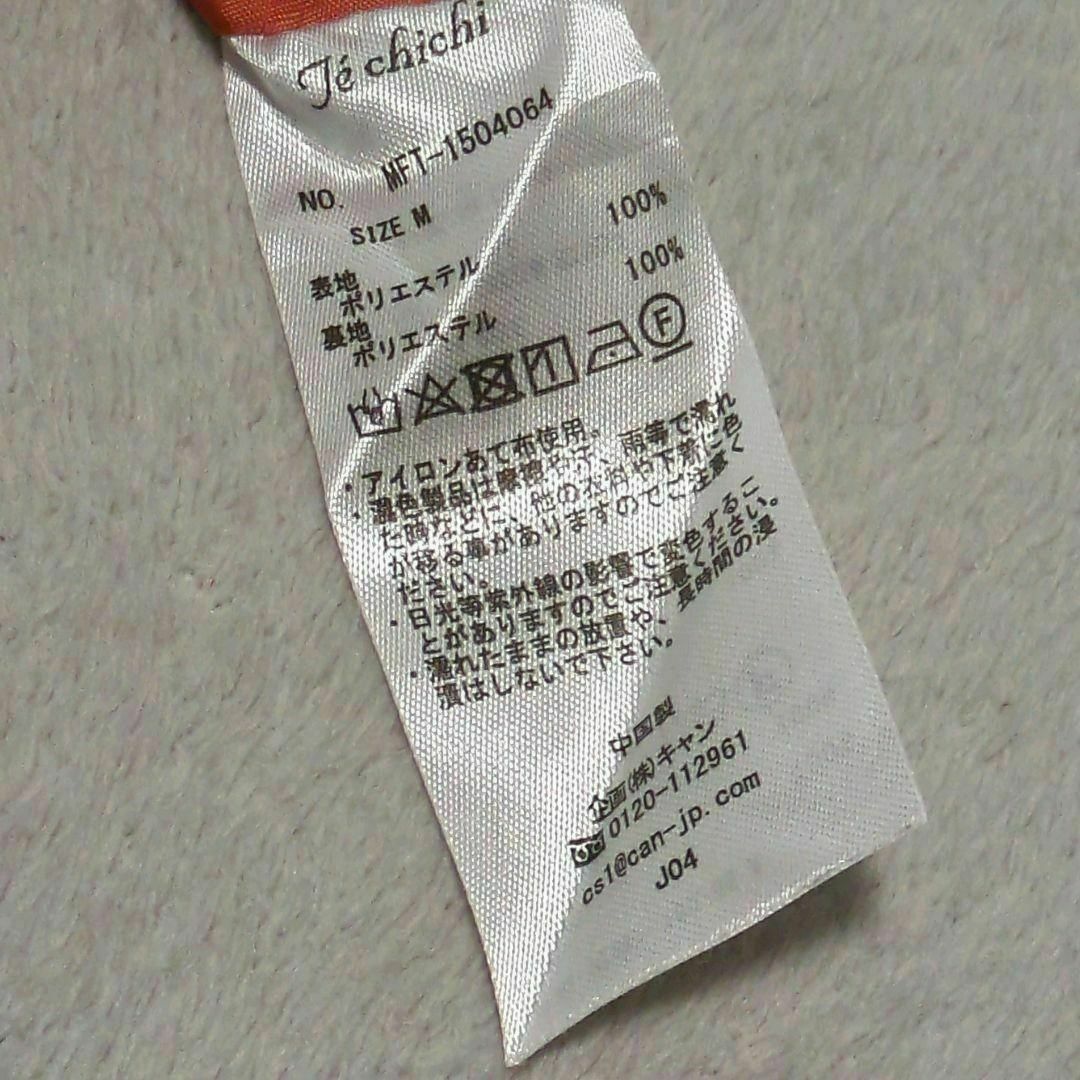 Té chichi
NO. MFT-1504064
SIZE M
表地
ポリエステル 100%
裏地
ポリエステル 100%
F
・アイロンあて布使用。
・濃色製品は摩擦や汗、雨等で濡れ
た時などに、他の衣料や下着に色
が移る事がありますのでご注意く
ださい。
・日光等紫外線の影響で変色するこ
とがありますのでご注意ください。
・濡れたままの放置や、長時間の浸
漬はしないで下さい。
中国製
企画(株)キャン
0120-112961
cs1@can-jp.com
J04